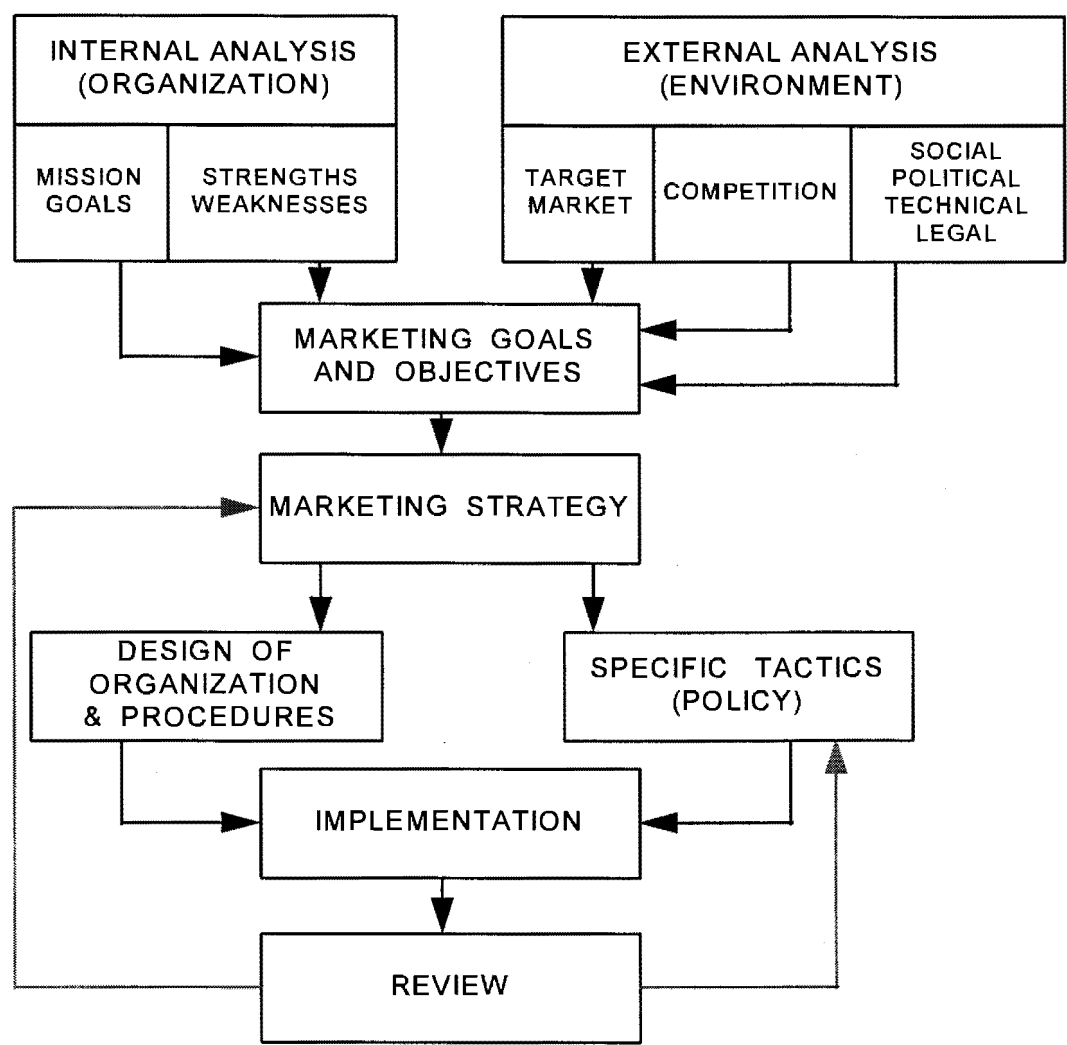 INTERNAL ANALYSIS
(ORGANIZATION)
MISSION
GOALS
STRENGTHS
WEAKNESSES
EXTERNAL ANALYSIS
(ENVIRONMENT)
TARGET
MARKET
COMPETITION
SOCIAL
POLITICAL
TECHNICAL
LEGAL
MARKETING GOALS
AND OBJECTIVES
MARKETING STRATEGY
DESIGN OF
ORGANIZATION
& PROCEDURES
SPECIFIC TACTICS
(POLICY)
IMPLEMENTATION
REVIEW